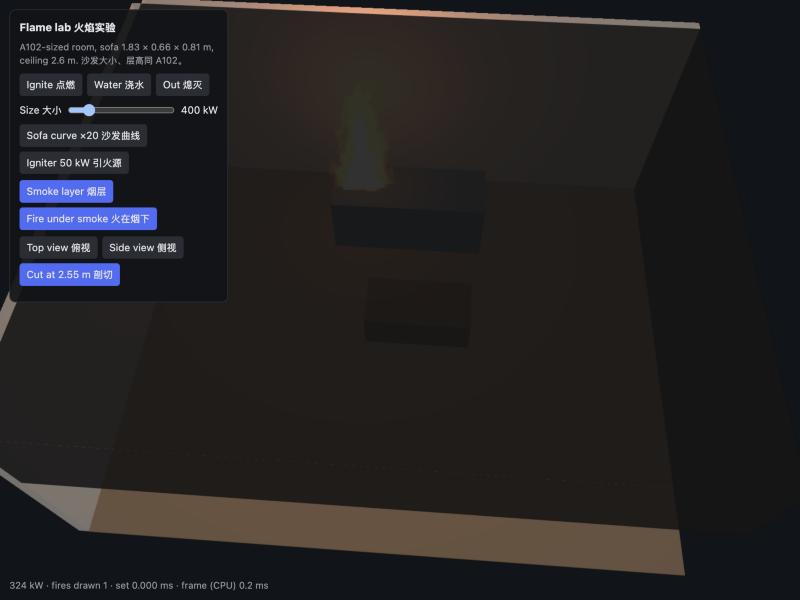 Flame lab 火焰实验
A102-sized room, sofa 1.83 × 0.66 × 0.81 m,
ceiling 2.6 m. 沙发大小、层高同 A102。
Ignite 点燃 Water 浇水 Out 熄灭
Size 大小 400 kW
Sofa curve ×20 沙发曲线
Igniter 50 kW 引火源
Smoke layer 烟层
Fire under smoke 火在烟下
Top view 俯视 Side view 侧视
Cut at 2.55 m 剖切
324 kW · fires drawn 1 · set 0.000 ms · frame (CPU) 0.2 ms